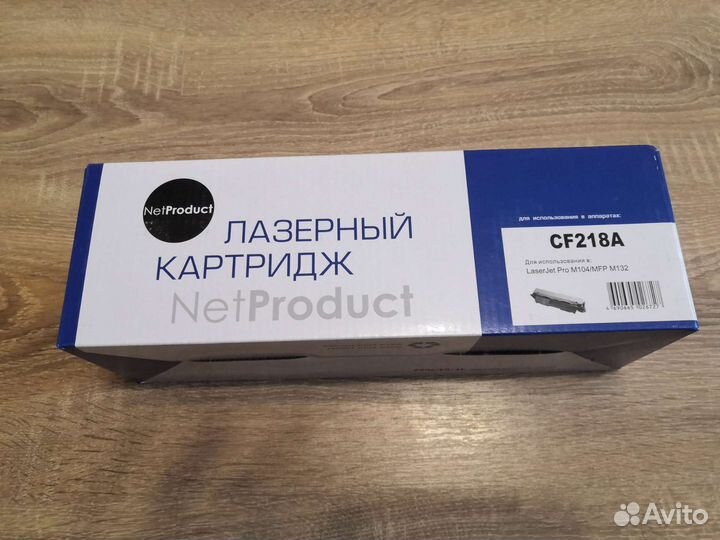 NetProduct
ЛАЗЕРНЫЙ
КАРТРИДЖ
NetProduct
для использования в аппаратах:
CF218A
Для использования в:
LaserJet Pro M104/MFP M132
Avito